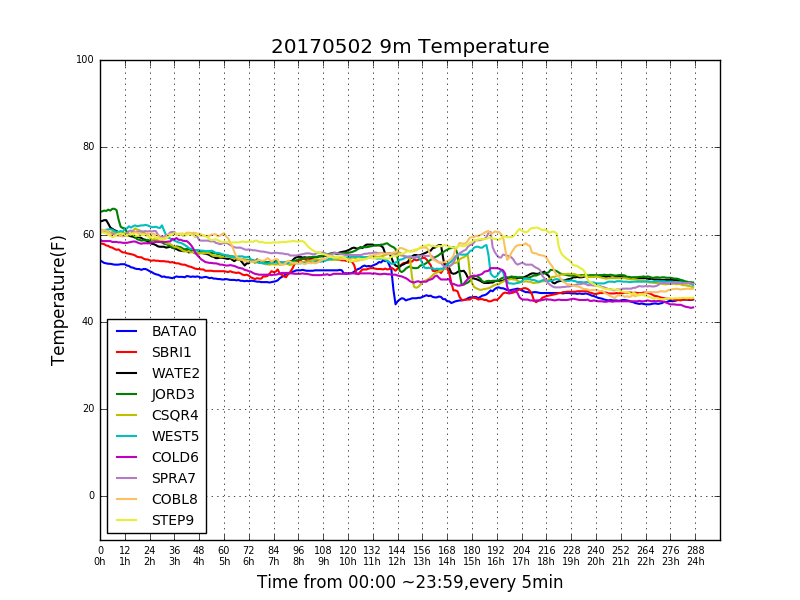 20170502 9m Temperature
100
80
60
40
20
0
Temperature(F)
BATA0
SBRI1
WATE2
JORD3
CSQR4
WEST5
COLD6
SPRA7
COBL8
STEP9
0 12 24 36 48 60 72 84 96 108 120 132 144 156 168 180 192 204 216 228 240 252 264 276 288
0h 1h 2h 3h 4h 5h 6h 7h 8h 9h 10h 11h 12h 13h 14h 15h 16h 17h 18h 19h 20h 21h 22h 23h 24h
Time from 00:00 ~23:59,every 5min